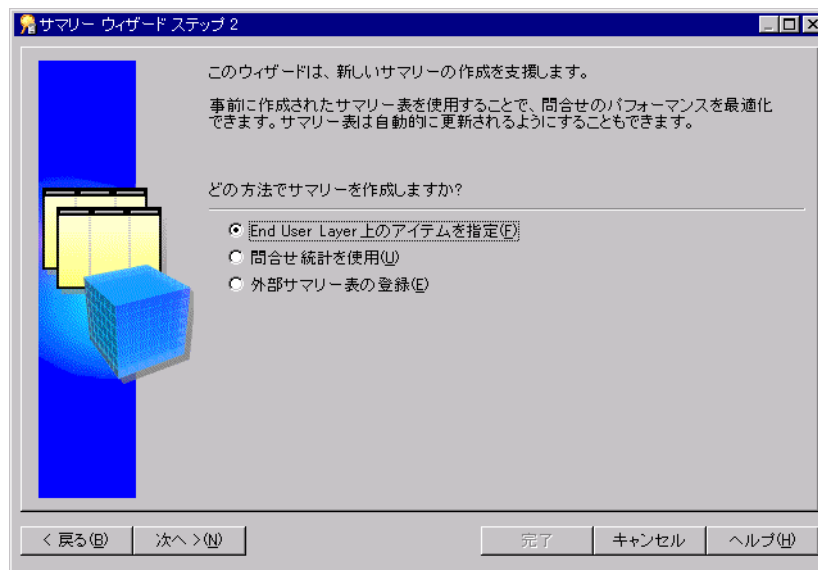 サマリー ウィザード ステップ 2
このウィザードは、新しいサマリーの作成を支援します。
事前に作成されたサマリー表を使用することで、問合せのパフォーマンスを最適化
できます。サマリー表は自動的に更新されるようにすることもできます。
どの方法でサマリーを作成しますか?
End User Layer上のアイテムを指定(F)
問合せ統計を使用(U)
外部サマリー表の登録(E)
< 戻る(B)
次へ >(N)
完了
キャンセル
ヘルプ(H)